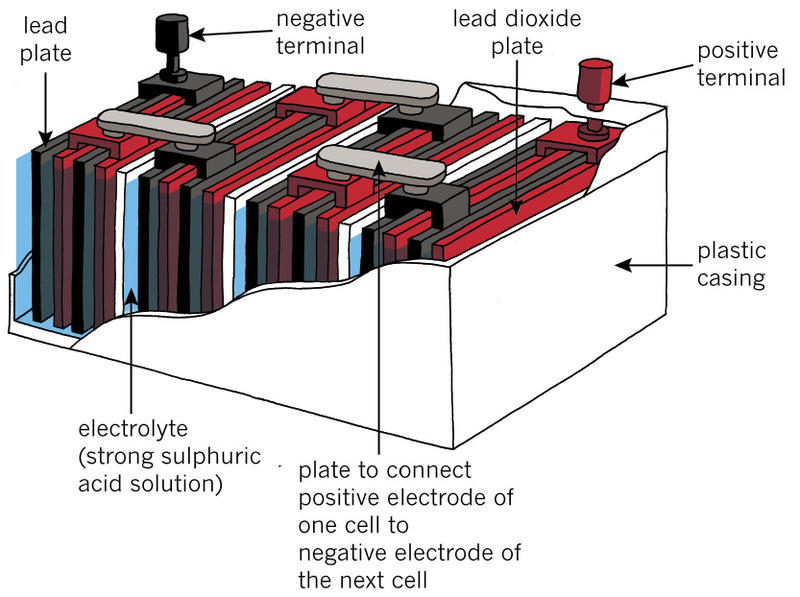 lead
plate
negative
terminal
lead dioxide
plate
positive
terminal
plastic
casing
electrolyte
(strong sulphuric
acid solution)
plate to connect
positive electrode of
one cell to
negative electrode of
the next cell